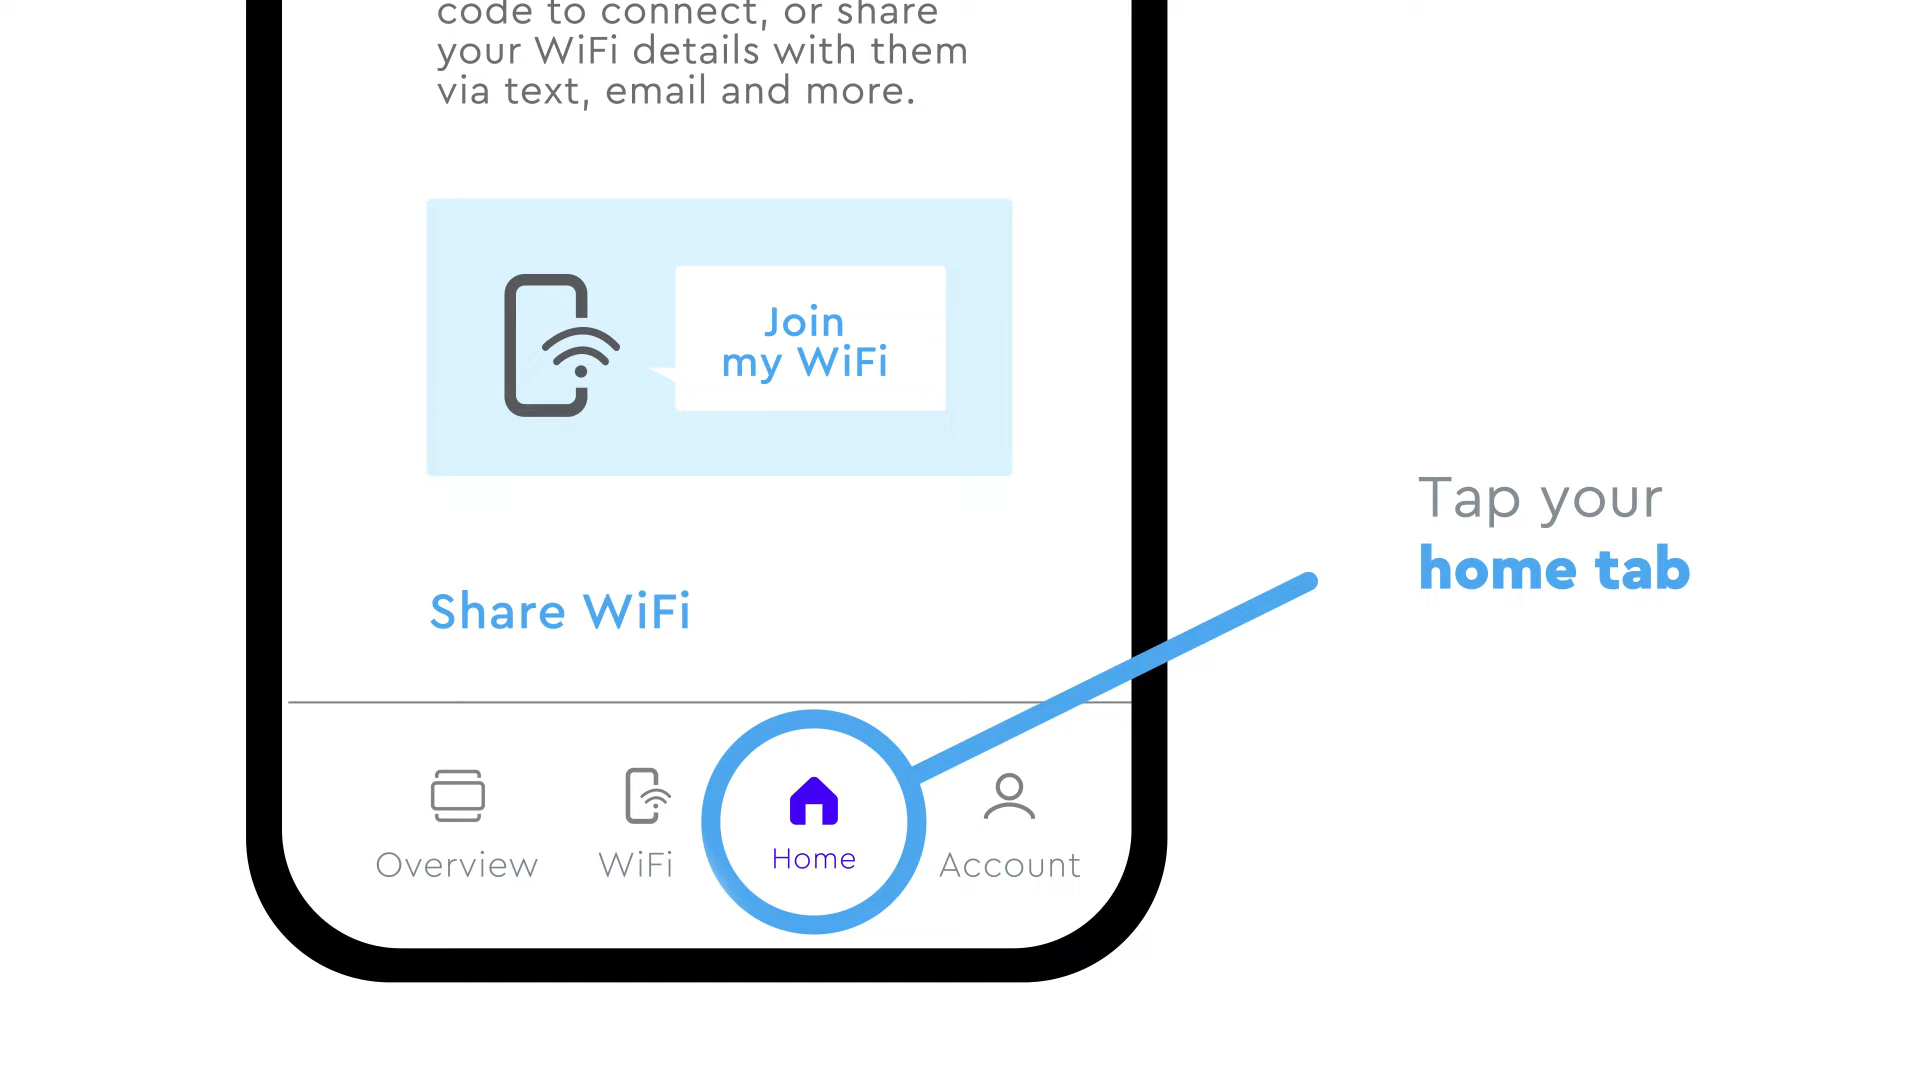 code to connect, or share
your WiFi details with them
via text, email and more.
Join
my WiFi
Share WiFi
Tap your
home tab
Overview
WiFi
Home
Account